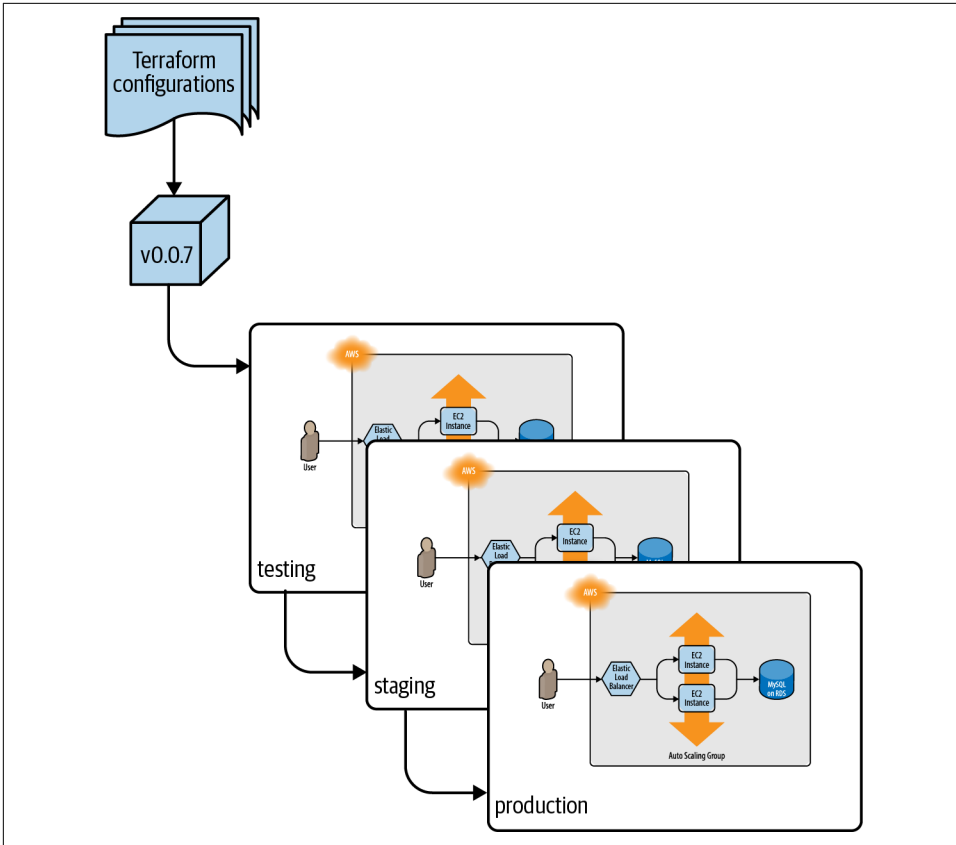 Terraform
configurations
v0.0.7
AWS
EC2
Instance
Elastic
Load
User
testing
AWS
EC2
Instance
Elastic
Load
User
staging
AWS
EC2
Instance
Elastic
Load
Balancer
EC2
Instance
MySQL
on RDS
User
Auto Scaling Group
production